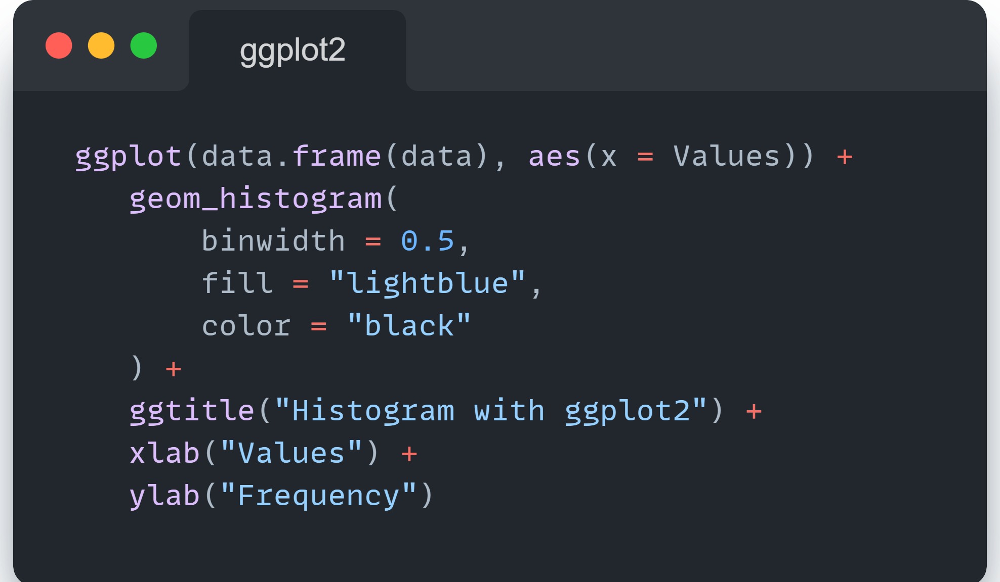 ggplot2
ggplot(data.frame(data), aes(x = Values)) +
   geom_histogram(
       binwidth = 0.5,
       fill = "lightblue",
       color = "black"
   ) +
   ggtitle("Histogram with ggplot2") +
   xlab("Values") +
   ylab("Frequency")